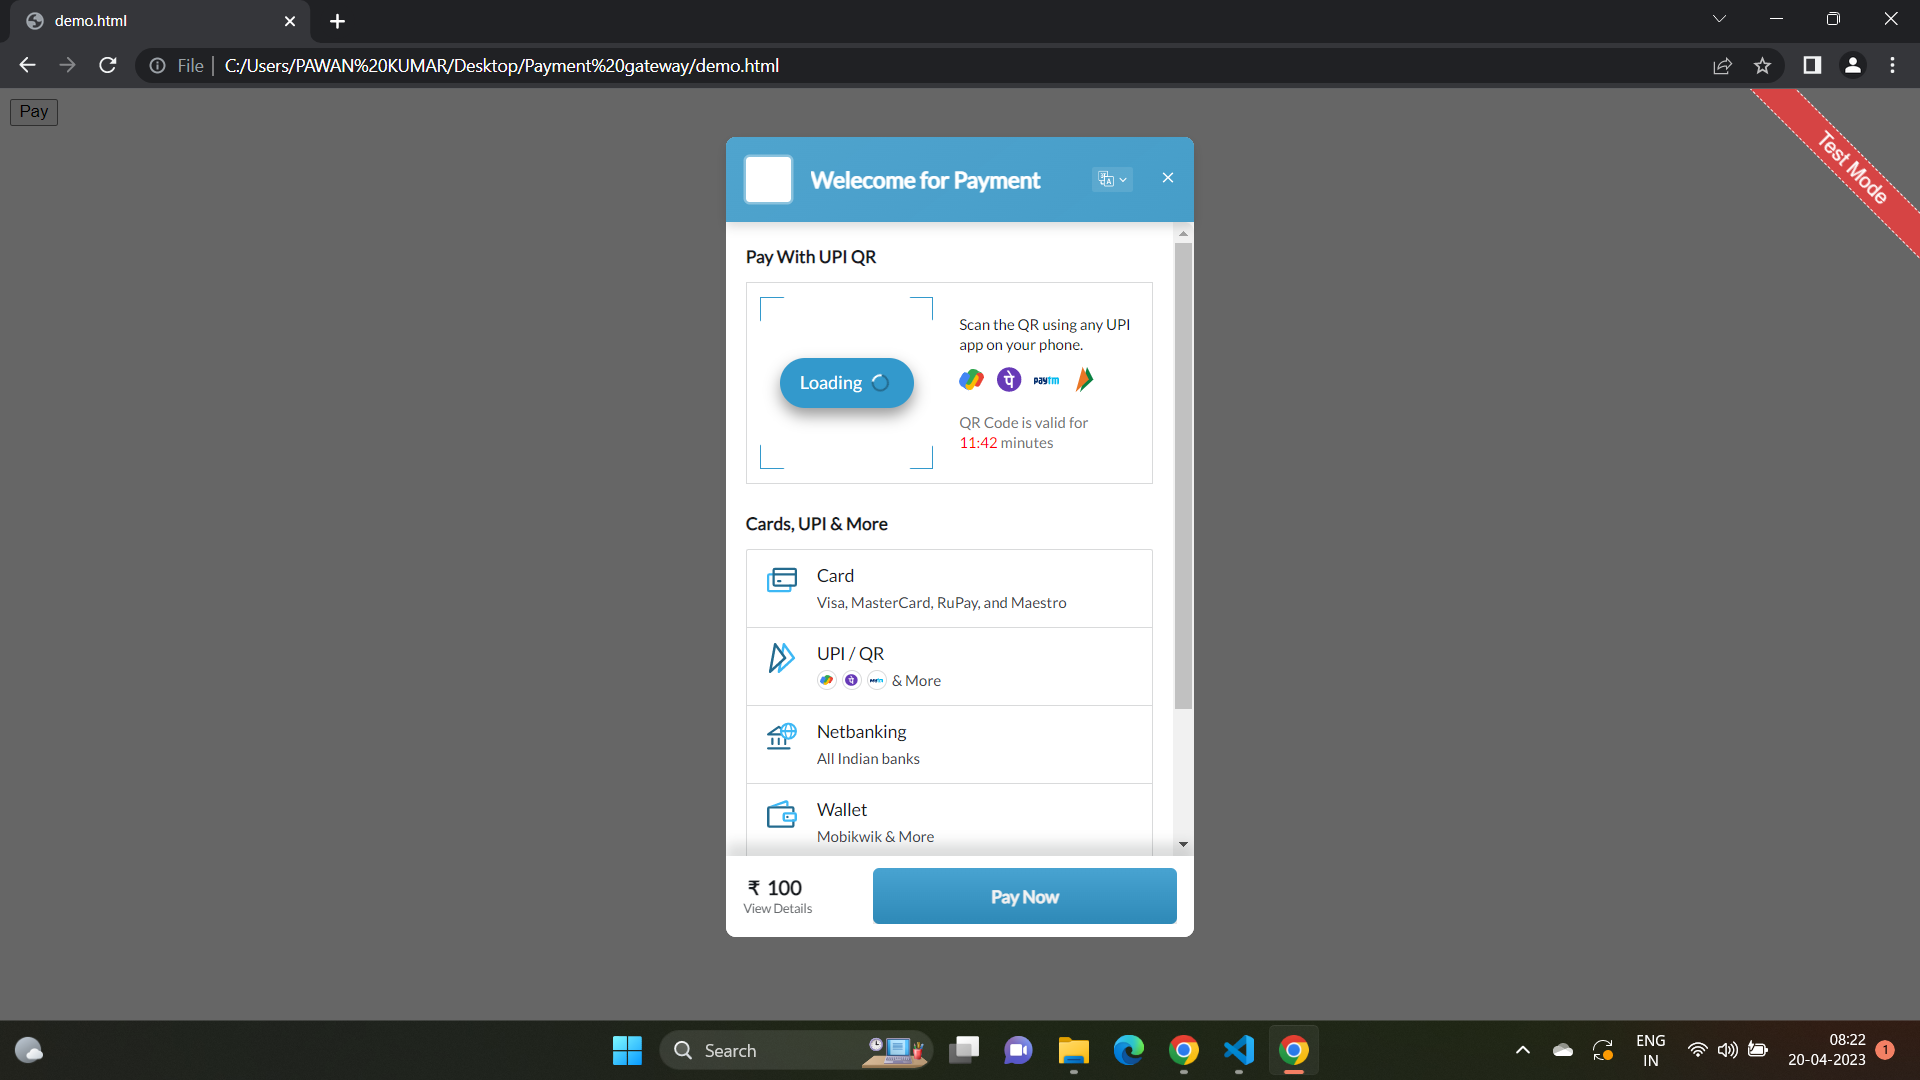 demo.html
File
C:/Users/PAWAN%20KUMAR/Desktop/Payment%20gateway/demo.html
Pay
Test Mode
Welecome for Payment
Pay With UPI QR
Loading
Scan the QR using any UPI
app on your phone.
पे
paytm
QR Code is valid for
11:42 minutes
Cards, UPI & More
Card
Visa, MasterCard, RuPay, and Maestro
UPI / QR
& More
Netbanking
All Indian banks
Wallet
Mobikwik & More
₹ 100
View Details
Pay Now
Search
ENG
IN
08:22
20-04-2023
1